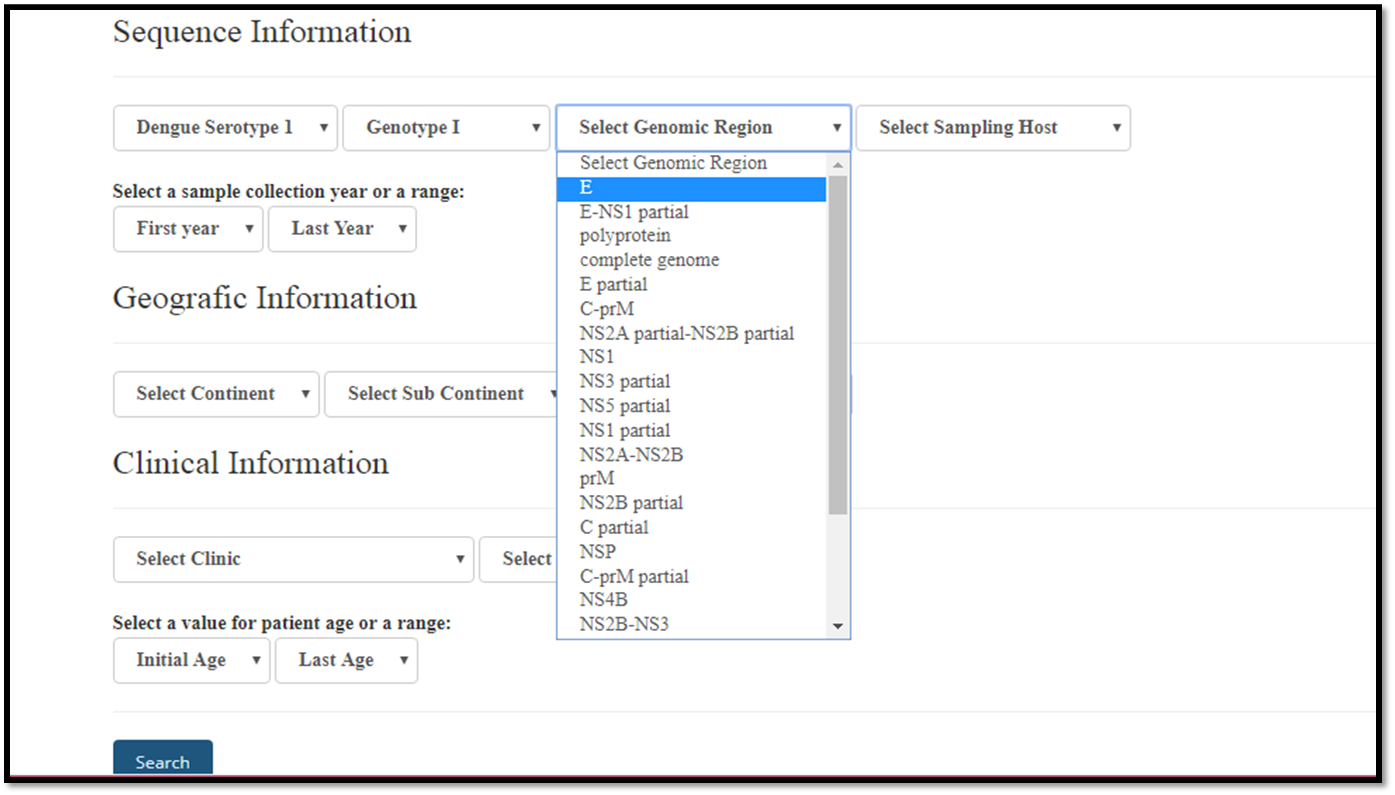 Sequence Information
Dengue Serotype 1 Genotype I Select Genomic Region Select Sampling Host
Select Genomic Region
E
E-NS1 partial
polyprotein
complete genome
E partial
C-prM
NS2A partial-NS2B partial
NS1
NS3 partial
NS5 partial
NS1 partial
NS2A-NS2B
prM
NS2B partial
C partial
NSP
C-prM partial
NS4B
NS2B-NS3
Select a sample collection year or a range:
First year Last Year
Geografic Information
Select Continent Select Sub Continent
Clinical Information
Select Clinic Select
Select a value for patient age or a range:
Initial Age Last Age
Search